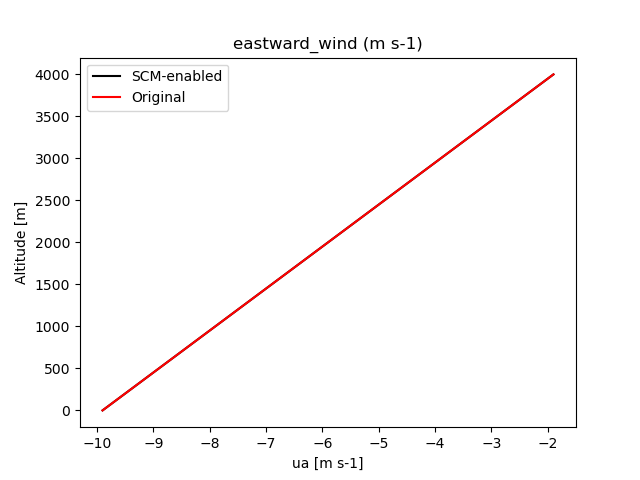 eastward_wind (m s-1)
SCM-enabled
Original
4000
3500
3000
2500
2000
1500
1000
500
0
Altitude [m]
−10 −9 −8 −7 −6 −5 −4 −3 −2
ua [m s-1]